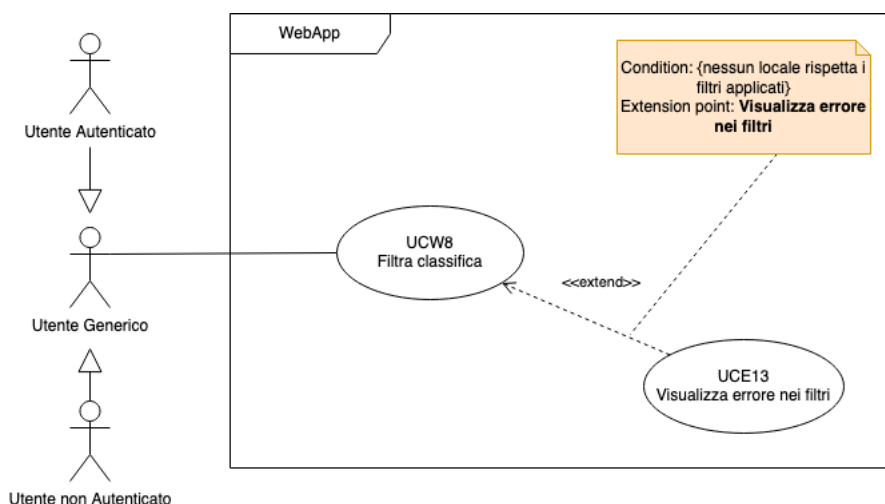 WebApp
Condition: {nessun locale rispetta i
filtri applicati}
Extension point: Visualizza errore
nei filtri
Utente Autenticato
UCW8
Filtra classifica
<<extend>>
Utente Generico
UCE13
Visualizza errore nei filtri
Utente non Autenticato